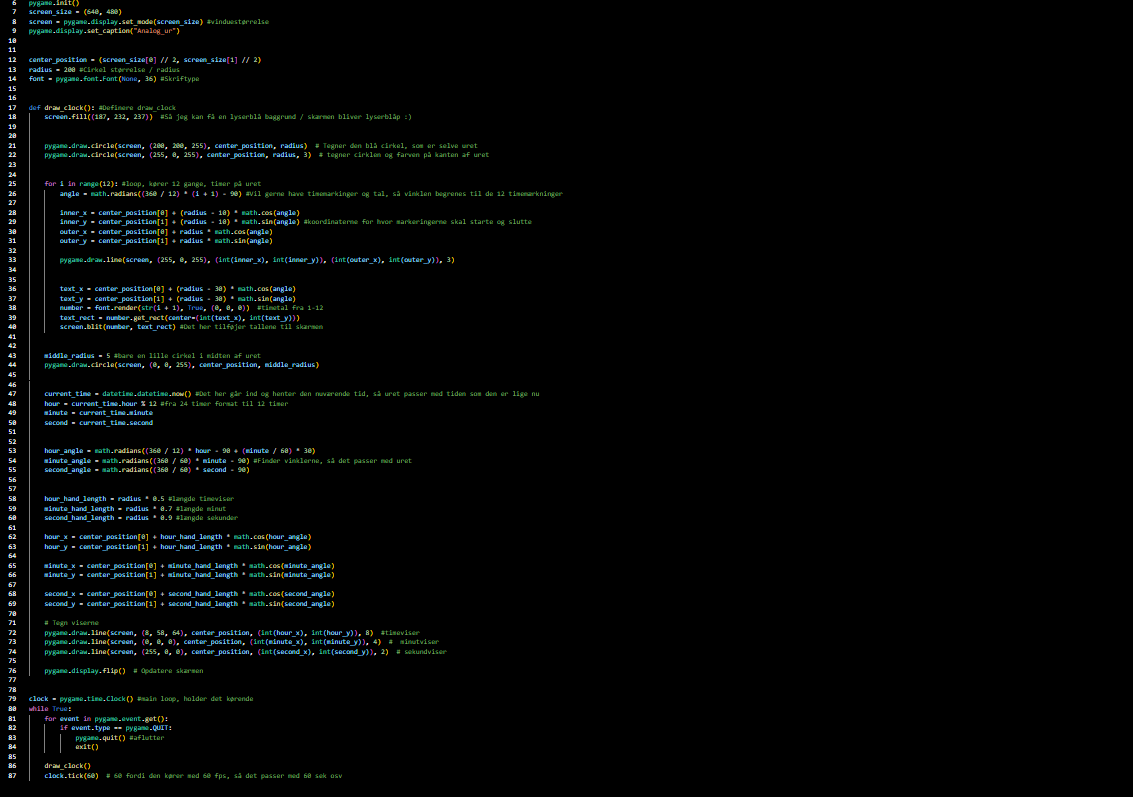 6 pygame.init()
7 screen_size = (640, 480)
8 screen = pygame.display.set_mode(screen_size) #vinduestørrelse
9 pygame.display.set_caption("Analog_ur")
10
11
12 center_position = (screen_size[0] // 2, screen_size[1] // 2)
13 radius = 200 #Cirkel størrelse / radius
14 font = pygame.font.Font(None, 36) #Skriftype
15
16
17 def draw_clock(): #Definere draw_clock
18 screen.fill((187, 232, 237)) #Så jeg kan få en lyserblå baggrund / skærmen bliver lyserblåp :)
19
20
21 pygame.draw.circle(screen, (200, 200, 255), center_position, radius) # Tegner den blå cirkel, som er selve uret
22 pygame.draw.circle(screen, (255, 0, 255), center_position, radius, 3) # tegner cirklen og farven på kanten af uret
23
24
25 for i in range(12): #loop, kører 12 gange, timer på uret
26 angle = math.radians((360 / 12) * (i + 1) - 90) #Vil gerne have timemarkinger og tal, så vinklen begrenes til de 12 timemærkninger
27
28 inner_x = center_position[0] + (radius - 10) * math.cos(angle)
29 inner_y = center_position[1] + (radius - 10) * math.sin(angle) #koordinaterne for hvor markeringerne skal starte og slutte
30 outer_x = center_position[0] + radius * math.cos(angle)
31 outer_y = center_position[1] + radius * math.sin(angle)
32
33 pygame.draw.line(screen, (255, 0, 255), (int(inner_x), int(inner_y)), (int(outer_x), int(outer_y)), 3)
34
35
36 text_x = center_position[0] + (radius - 30) * math.cos(angle)
37 text_y = center_position[1] + (radius - 30) * math.sin(angle)
38 number = font.render(str(i + 1), True, (0, 0, 0)) #timetal fra 1-12
39 text_rect = number.get_rect(center=(int(text_x), int(text_y)))
40 screen.blit(number, text_rect) #Det her tilføjer tallene til skærmen
41
42
43 middle_radius = 5 #bare en lille cirkel i midten af uret
44 pygame.draw.circle(screen, (0, 0, 255), center_position, middle_radius)
45
46
47 current_time = datetime.datetime.now() #Det her går ind og henter den nuværende tid, så uret passer med tiden som den er lige nu
48 hour = current_time.hour % 12 #fra 24 timer format til 12 timer
49 minute = current_time.minute
50 second = current_time.second
51
52
53 hour_angle = math.radians((360 / 12) * hour - 90 + (minute / 60) * 30)
54 minute_angle = math.radians((360 / 60) * minute - 90) #Finder vinklerne, så det passer med uret
55 second_angle = math.radians((360 / 60) * second - 90)
56
57
58 hour_hand_length = radius * 0.5 #længde timeviser
59 minute_hand_length = radius * 0.7 #længde minut
60 second_hand_length = radius * 0.9 #længde sekunder
61
62 hour_x = center_position[0] + hour_hand_length * math.cos(hour_angle)
63 hour_y = center_position[1] + hour_hand_length * math.sin(hour_angle)
64
65 minute_x = center_position[0] + minute_hand_length * math.cos(minute_angle)
66 minute_y = center_position[1] + minute_hand_length * math.sin(minute_angle)
67
68 second_x = center_position[0] + second_hand_length * math.cos(second_angle)
69 second_y = center_position[1] + second_hand_length * math.sin(second_angle)
70
71 # Tegn viserne
72 pygame.draw.line(screen, (8, 58, 64), center_position, (int(hour_x), int(hour_y)), 8) #timeviser
73 pygame.draw.line(screen, (0, 0, 0), center_position, (int(minute_x), int(minute_y)), 4) # minutviser
74 pygame.draw.line(screen, (255, 0, 0), center_position, (int(second_x), int(second_y)), 2) # sekundviser
75
76 pygame.display.flip() # Opdatere skærmen
77
78
79 clock = pygame.time.Clock() #main loop, holder det kørende
80 while True:
81 for event in pygame.event.get():
82 if event.type == pygame.QUIT:
83 pygame.quit() #aflutter
84 exit()
85
86 draw_clock()
87 clock.tick(60) # 60 fordi den kører med 60 fps, så det passer med 60 sek osv